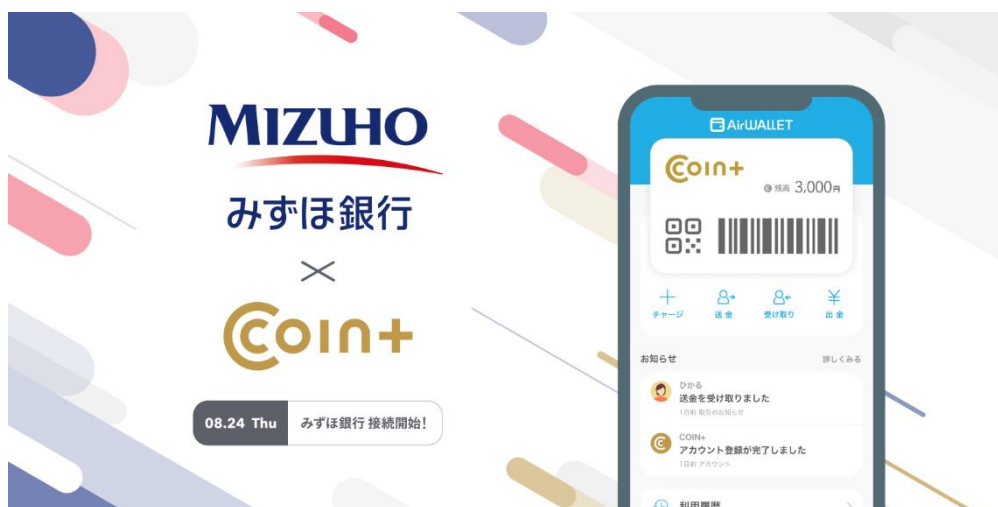 MIZUHO
みずほ銀行
×
COIN+
08.24 Thu みずほ銀行 接続開始!
AirWALLET
COIN+
残高 3,000円
チャージ 送金 受け取り 出金
お知らせ 詳しくみる
ひかる
送金を受け取りました
1日前 取引のお知らせ
COIN+
アカウント登録が完了しました
1日前 アカウント
利用履歴